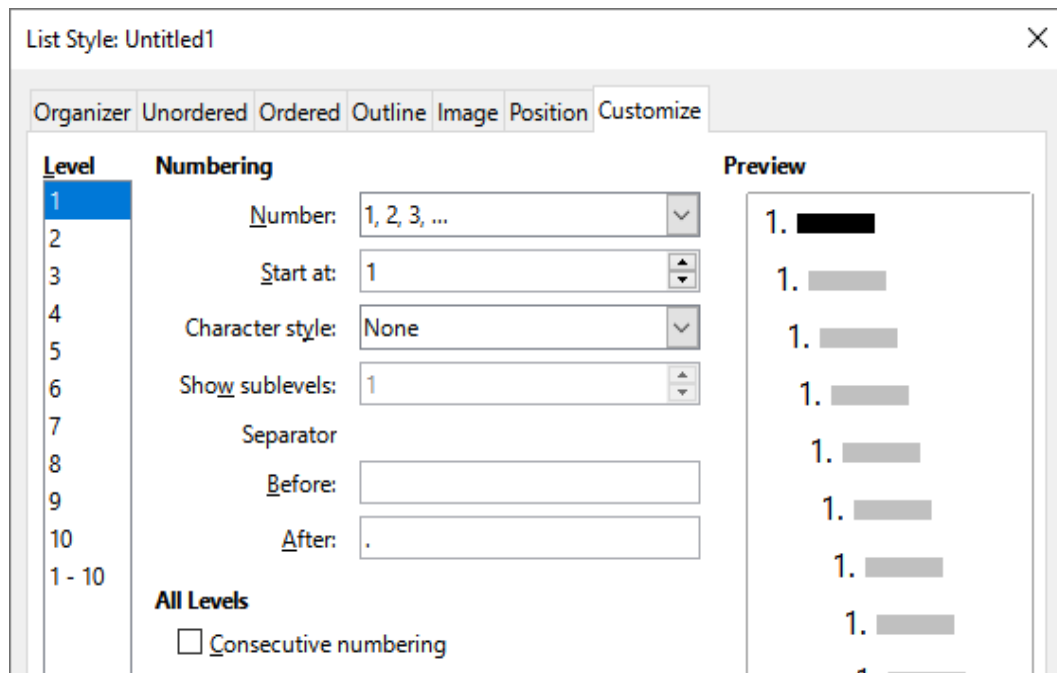 List Style: Untitled1
Organizer Unordered Ordered Outline Image Position Customize
Level
1
2
3
4
5
6
7
8
9
10
1 - 10
Numbering
Number: 1, 2, 3, ...
Start at: 1
Character style: None
Show sublevels: 1
Separator
Before:
After: .
All Levels
Consecutive numbering
Preview
1.
1.
1.
1.
1.
1.
1.
1.